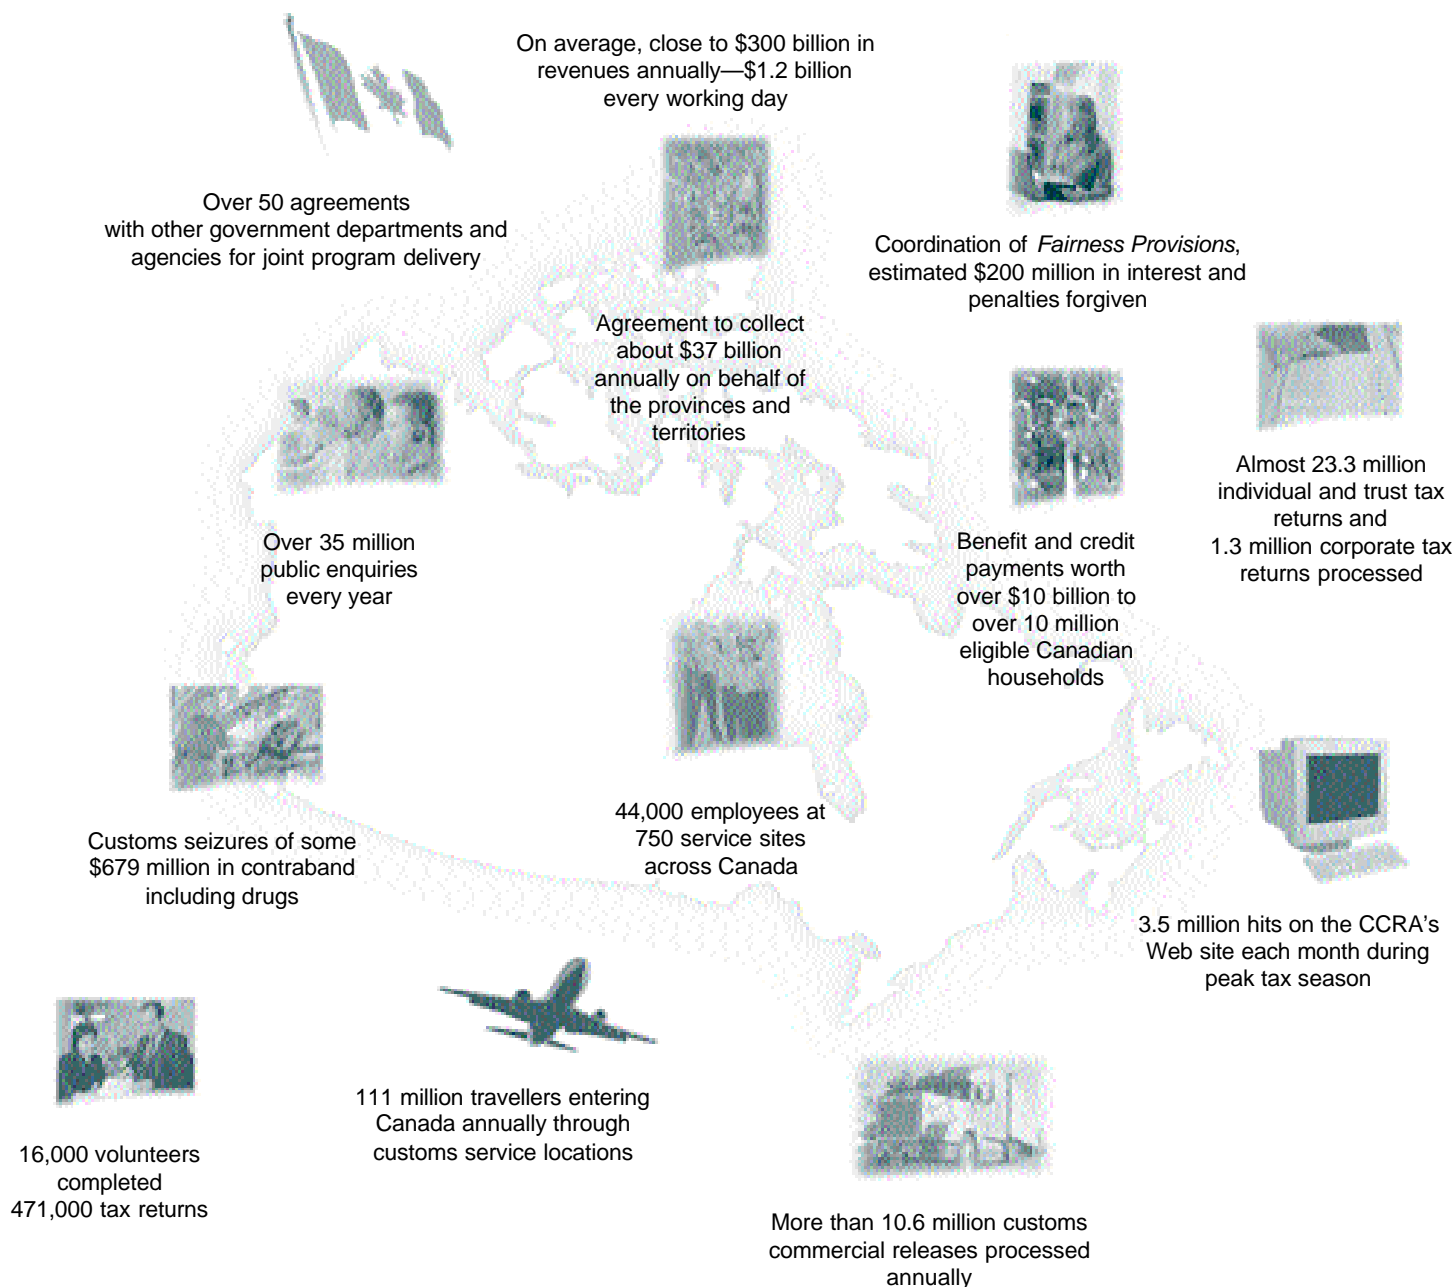 On average, close to $300 billion in
revenues annually—$1.2 billion
every working day
Over 50 agreements
with other government departments and
agencies for joint program delivery
Coordination of Fairness Provisions,
estimated $200 million in interest and
penalties forgiven
Agreement to collect
about $37 billion
annually on behalf of
the provinces and
territories
Almost 23.3 million
individual and trust tax
returns and
1.3 million corporate tax
returns processed
Over 35 million
public enquiries
every year
Benefit and credit
payments worth
over $10 billion to
over 10 million
eligible Canadian
households
44,000 employees at
750 service sites
across Canada
Customs seizures of some
$679 million in contraband
including drugs
3.5 million hits on the CCRA’s
Web site each month during
peak tax season
111 million travellers entering
Canada annually through
customs service locations
16,000 volunteers
completed
471,000 tax returns
More than 10.6 million customs
commercial releases processed
annually